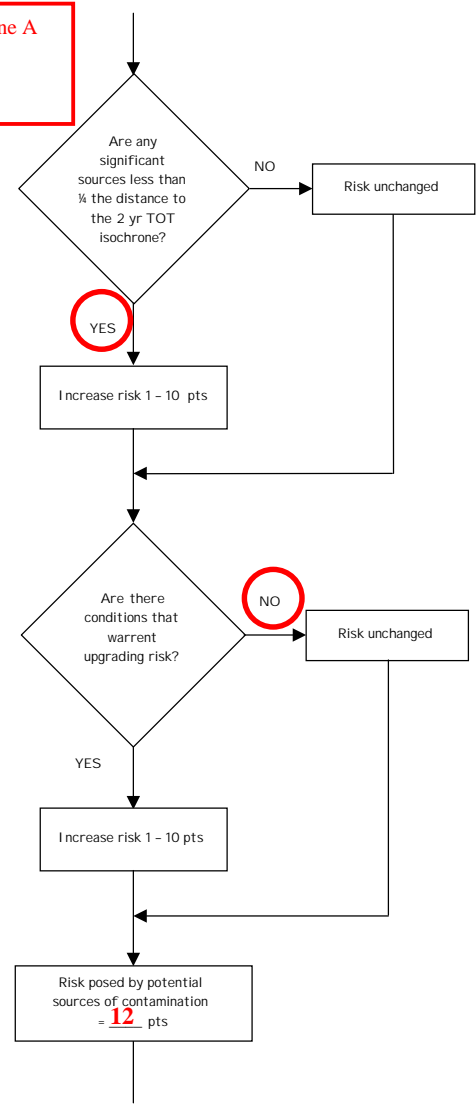 ne A
Are any
significant
sources less than
¼ the distance to
the 2 yr TOT
isochrone?
NO
Risk unchanged
YES
Increase risk 1 – 10 pts
Are there
conditions that
warrent
upgrading risk?
NO
Risk unchanged
YES
Increase risk 1 – 10 pts
Risk posed by potential
sources of contamination
= 12 pts